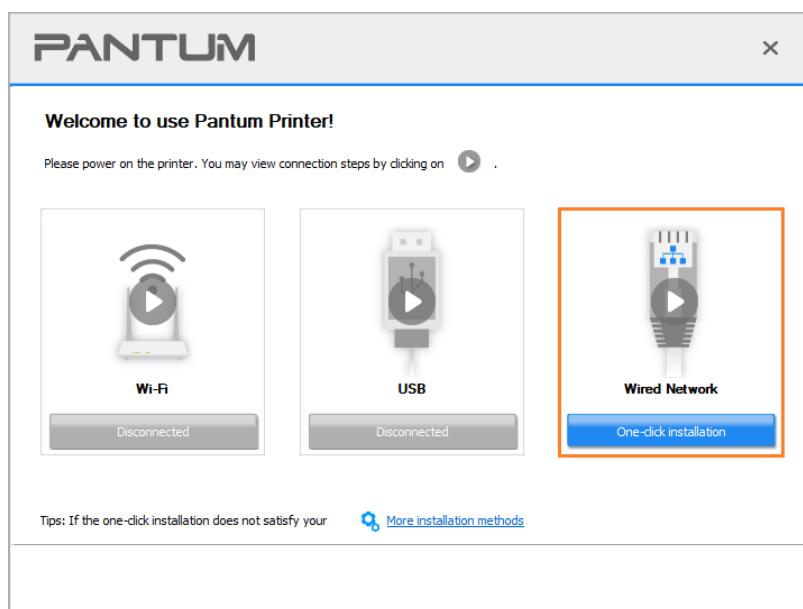 PANTUM
Welcome to use Pantum Printer!
Please power on the printer. You may view connection steps by clicking on .
Wi-Fi
USB
Wired Network
Disconnected
Disconnected
One-click installation
Tips: If the one-click installation does not satisfy your More installation methods